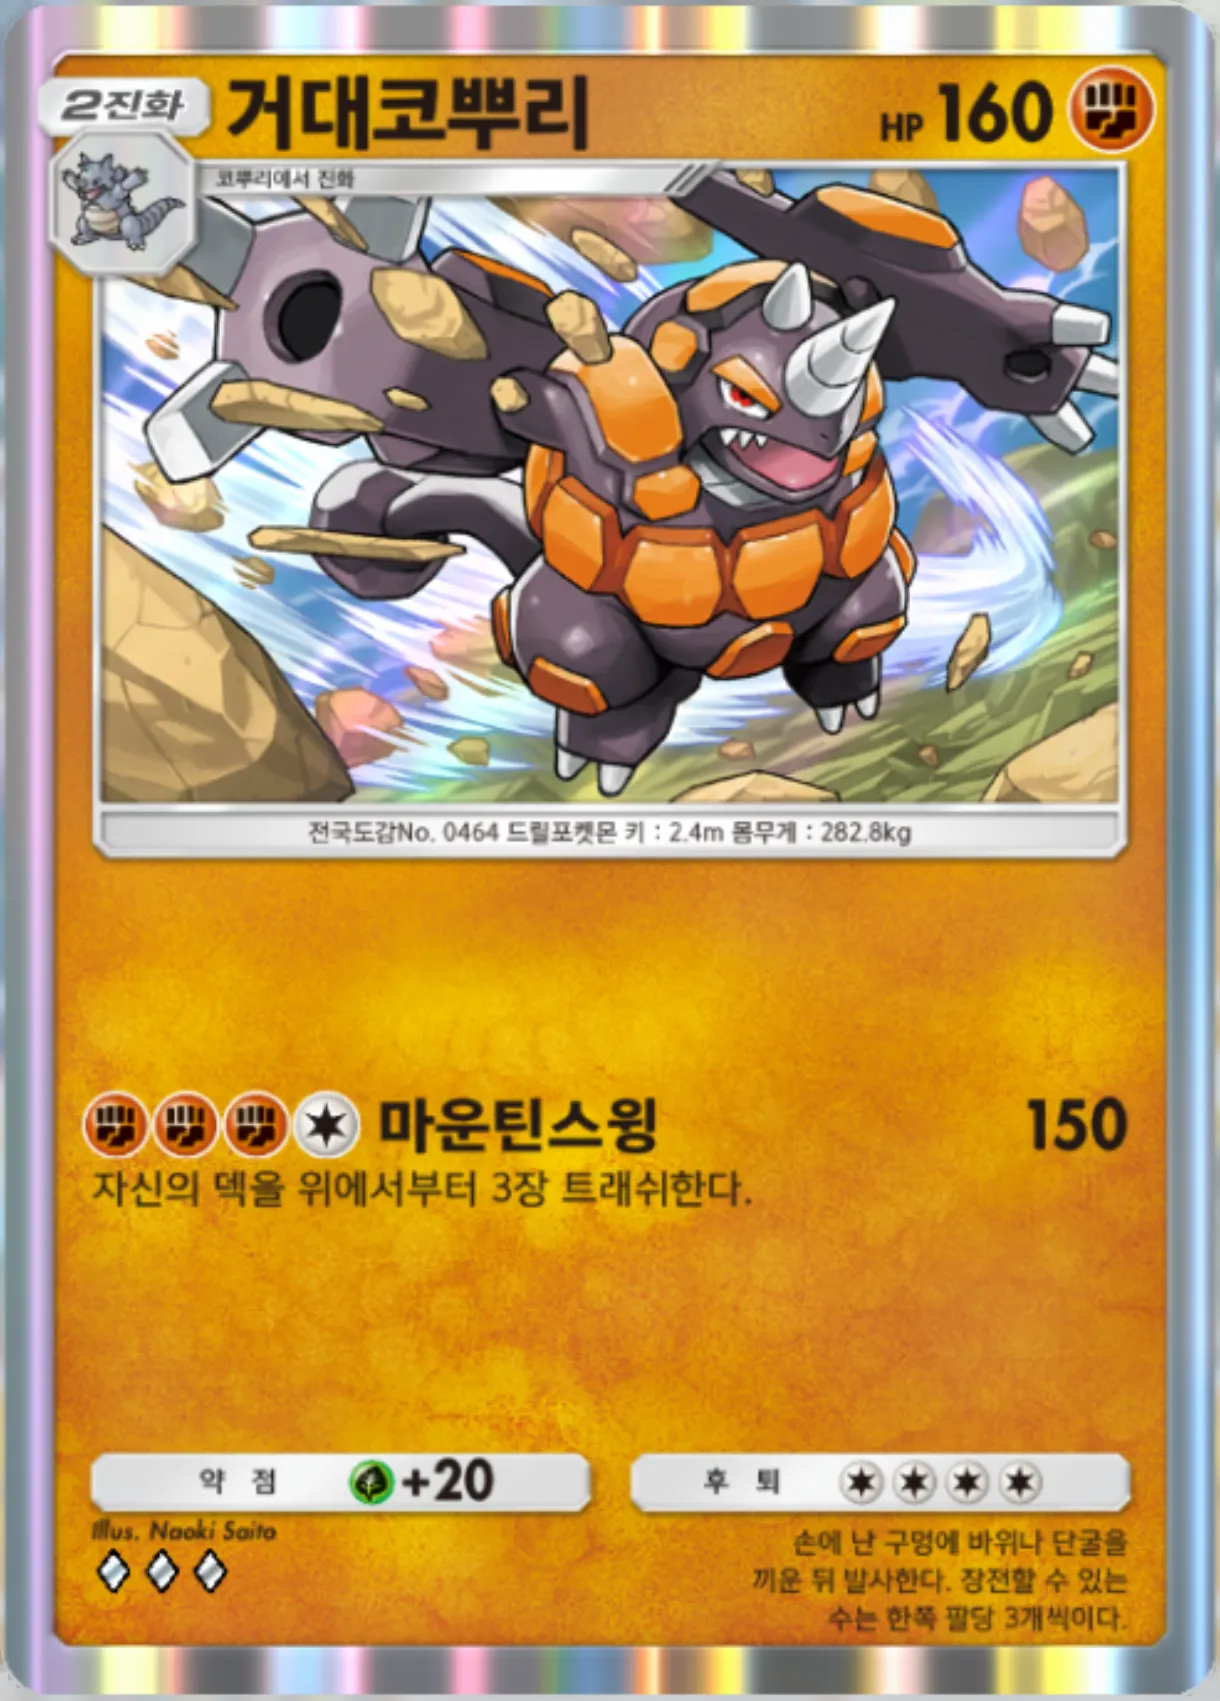 2진화
거대코뿌리
HP 160
코뿌리에서 진화
전국도감No. 0464 드릴포켓몬 키 : 2.4m 몸무게 : 282.8kg
마운틴스윙 150
자신의 덱을 위에서부터 3장 트래쉬한다.
약점 +20
후퇴
Illus. Naoki Saito
손에 난 구멍에 바위나 단굴을
끼운 뒤 발사한다. 장전할 수 있는
수는 한쪽 팔당 3개씩이다.